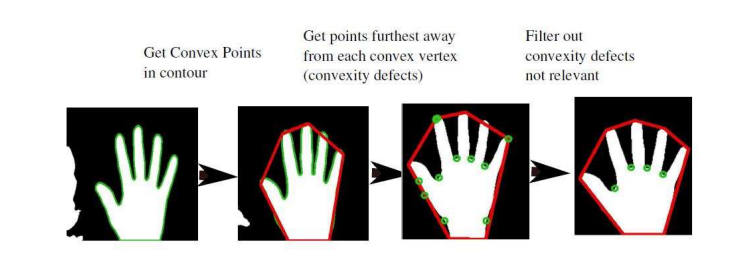 Get Convex Points
in contour
Get points furthest away
from each convex vertex
(convexity defects)
Filter out
convexity defects
not relevant